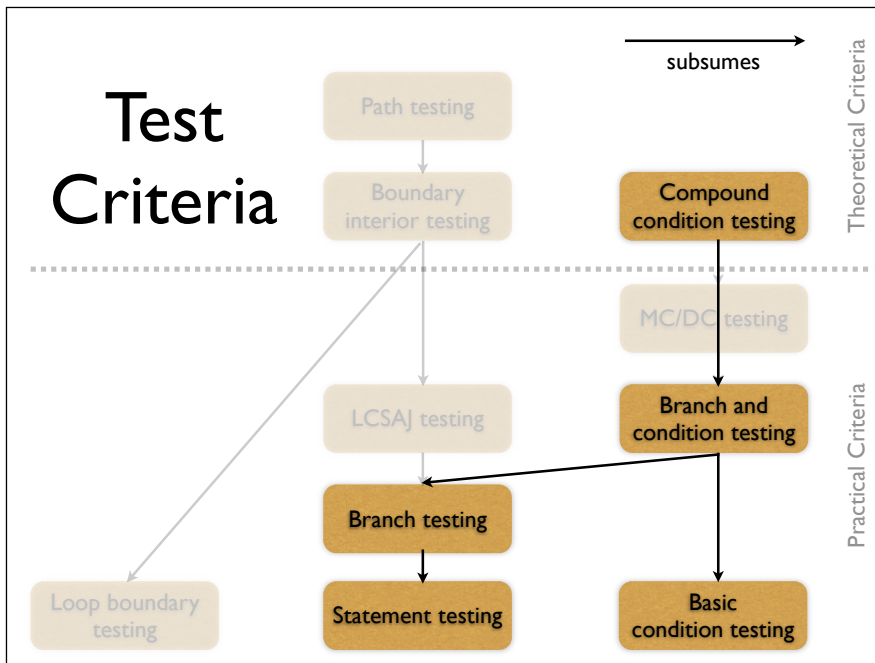 subsumes
Test
Criteria
Path testing
Boundary
interior testing
Compound
condition testing
Theoretical Criteria
MC/DC testing
LCSAJ testing
Branch and
condition testing
Practical Criteria
Branch testing
Loop boundary
testing
Statement testing
Basic
condition testing